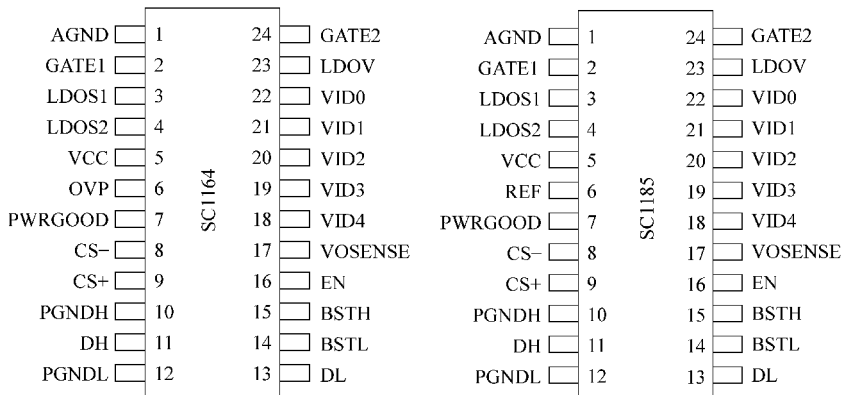 AGND 1 24 GATE2
GATE1 2 23 LDOV
LDOS1 3 22 VID0
LDOS2 4 21 VID1
VCC 5 20 VID2
OVP 6 19 VID3
PWRGOOD 7 18 VID4
CS− 8 17 VOSENSE
CS+ 9 16 EN
PGNDH 10 15 BSTH
DH 11 14 BSTL
PGNDL 12 13 DL
SC1164
AGND 1 24 GATE2
GATE1 2 23 LDOV
LDOS1 3 22 VID0
LDOS2 4 21 VID1
VCC 5 20 VID2
REF 6 19 VID3
PWRGOOD 7 18 VID4
CS− 8 17 VOSENSE
CS+ 9 16 EN
PGNDH 10 15 BSTH
DH 11 14 BSTL
PGNDL 12 13 DL
SC1185